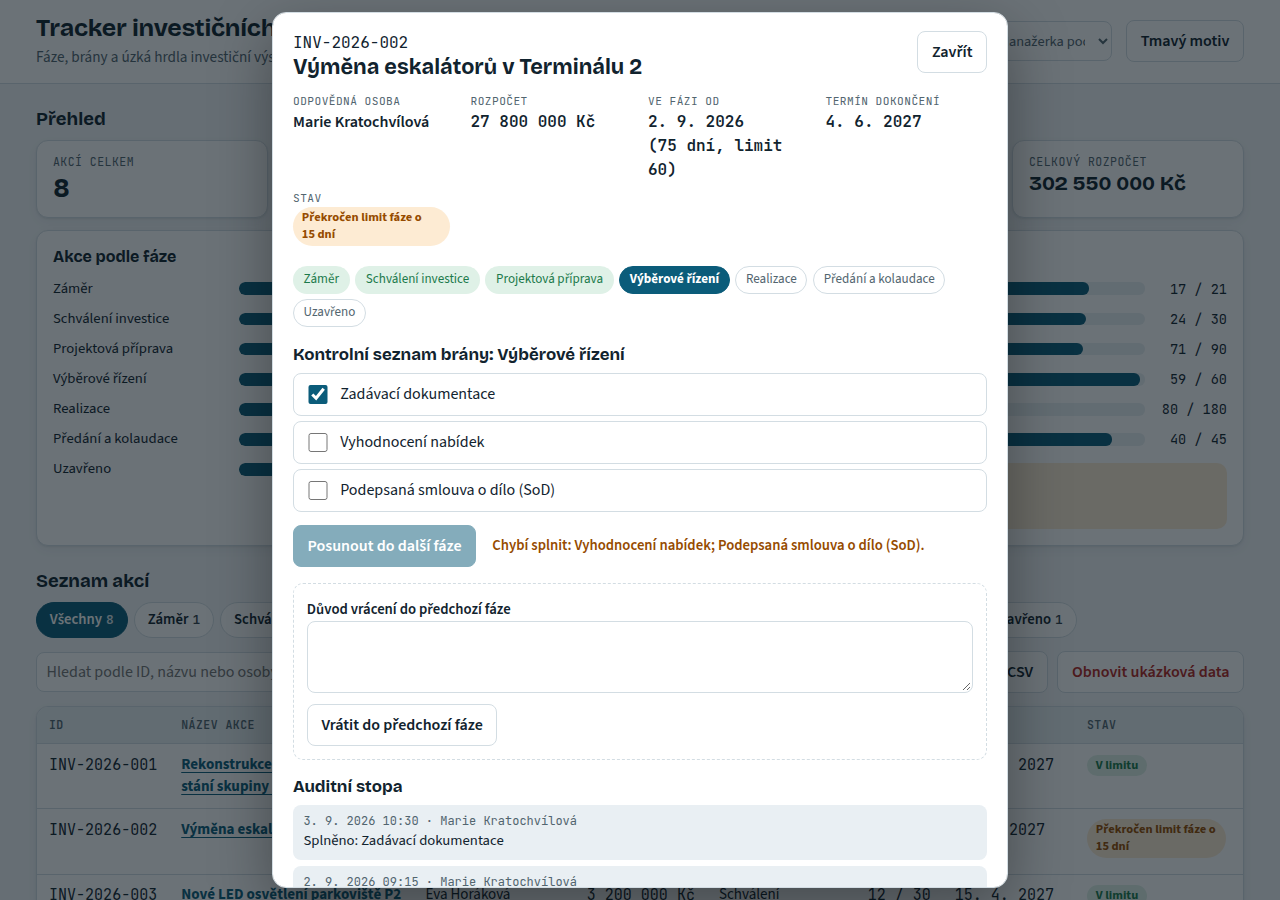 Tracker investičních
Fáze, brány a úzká hrdla investiční výs
anažerka poc
Tmavý motiv
INV-2026-002
Výměna eskalátorů v Terminálu 2
Zavřít
ODPOVĚDNÁ OSOBA
Marie Kratochvílová
ROZPOČET
27 800 000 Kč
VE FÁZI OD
2. 9. 2026
(75 dní, limit
60)
TERMÍN DOKONČENÍ
4. 6. 2027
STAV
Překročen limit fáze o
15 dní
Záměr
Schválení investice
Projektová příprava
Výběrové řízení
Realizace
Předání a kolaudace
Uzavřeno
Kontrolní seznam brány: Výběrové řízení
Zadávací dokumentace
Vyhodnocení nabídek
Podepsaná smlouva o dílo (SoD)
Posunout do další fáze
Chybí splnit: Vyhodnocení nabídek; Podepsaná smlouva o dílo (SoD).
Důvod vrácení do předchozí fáze
Vrátit do předchozí fáze
Auditní stopa
3. 9. 2026 10:30 · Marie Kratochvílová
Splněno: Zadávací dokumentace
2. 9. 2026 09:15 · Marie Kratochvílová
Přehled
AKCÍ CELKEM
8
CELKOVÝ ROZPOČET
302 550 000 Kč
Akce podle fáze
Záměr
17 / 21
Schválení investice
24 / 30
Projektová příprava
71 / 90
Výběrové řízení
59 / 60
Realizace
80 / 180
Předání a kolaudace
40 / 45
Uzavřeno
Seznam akcí
Všechny 8
Záměr 1
Schvá
avřeno 1
Hledat podle ID, názvu nebo osoby
CSV
Obnovit ukázková data
ID
NÁZEV AKCE
STAV
INV-2026-001
Rekonstrukce
stání skupiny
2027
V limitu
INV-2026-002
Výměna eskal
2027
Překročen limit fáze o
15 dní
INV-2026-003
Nové LED osvětlení parkoviště P2
Eva Horáková
3 200 000 Kč
Schválení
12 / 30
15. 4. 2027
V limitu